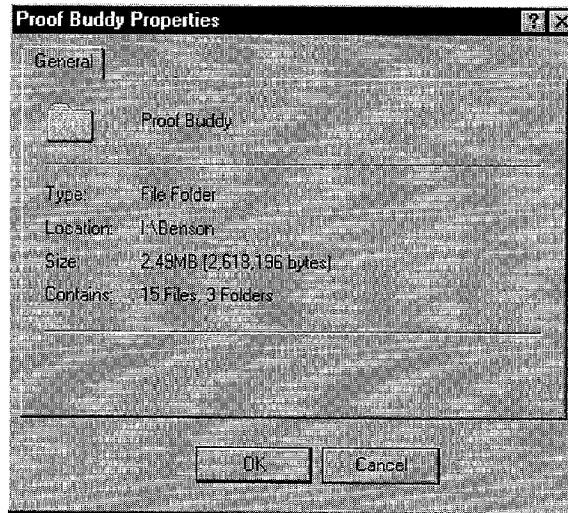 Proof Buddy Properties
General
Proof Buddy
Type: File Folder
Location: I:\Benson
Size: 2.49MB (2,613,196 bytes)
Contains: 15 Files, 3 Folders
OK Cancel